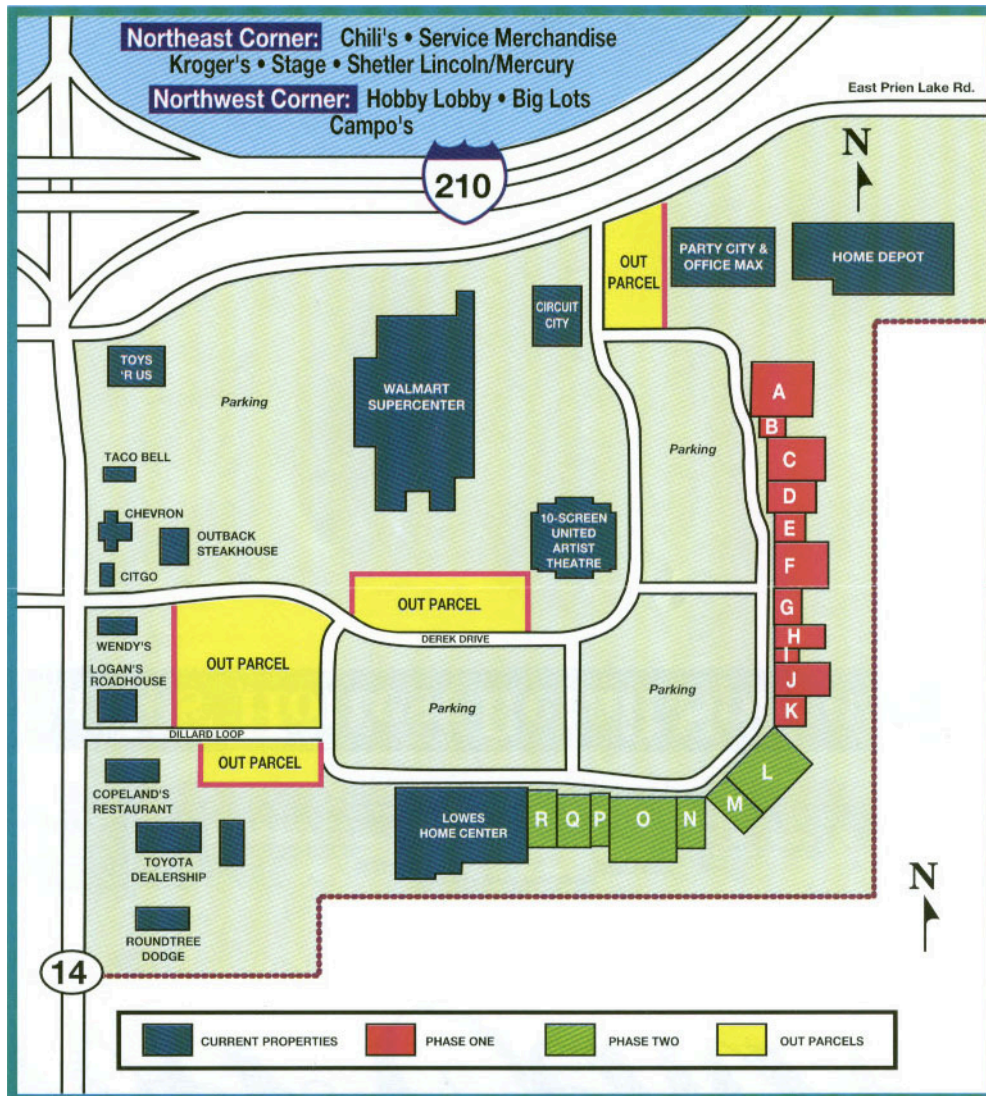 Northeast Corner: Chili's • Service Merchandise
Kroger's • Stage • Shetler Lincoln/Mercury
Northwest Corner: Hobby Lobby • Big Lots
Campo's
East Prien Lake Rd.
N
210
OUT
PARCEL
PARTY CITY &
OFFICE MAX
HOME DEPOT
CIRCUIT
CITY
TOYS
'R US
Parking
WALMART
SUPERCENTER
Parking
A
B
C
D
E
F
G
H
I
J
K
TACO BELL
CHEVRON
OUTBACK
STEAKHOUSE
CITGO
10-SCREEN
UNITED
ARTIST
THEATRE
OUT PARCEL
DEREK DRIVE
WENDY'S
LOGAN'S
ROADHOUSE
OUT PARCEL
Parking
Parking
DILLARD LOOP
OUT PARCEL
COPELAND'S
RESTAURANT
LOWES
HOME CENTER
R
Q
P
O
N
M
L
TOYOTA
DEALERSHIP
ROUNDTREE
DODGE
N
14
CURRENT PROPERTIES
PHASE ONE
PHASE TWO
OUT PARCELS